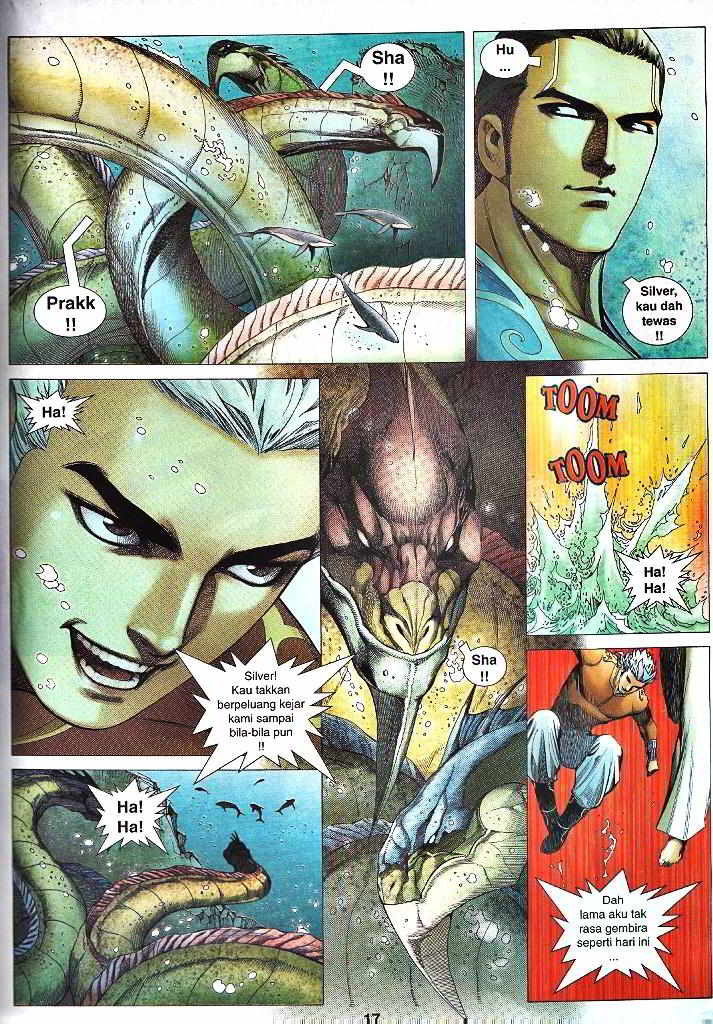 Sha
!!
Prakk
!!
Hu
...
Silver,
kau dah
tewas
!!
Ha!
Silver!
Kau takkan
berpeluang kejar
kami sampai
bila-bila pun
!!
Sha
!!
TOOM
TOOM
Ha!
Ha!
Ha!
Ha!
Dah
lama aku tak
rasa gembira
seperti hari ini
...
17